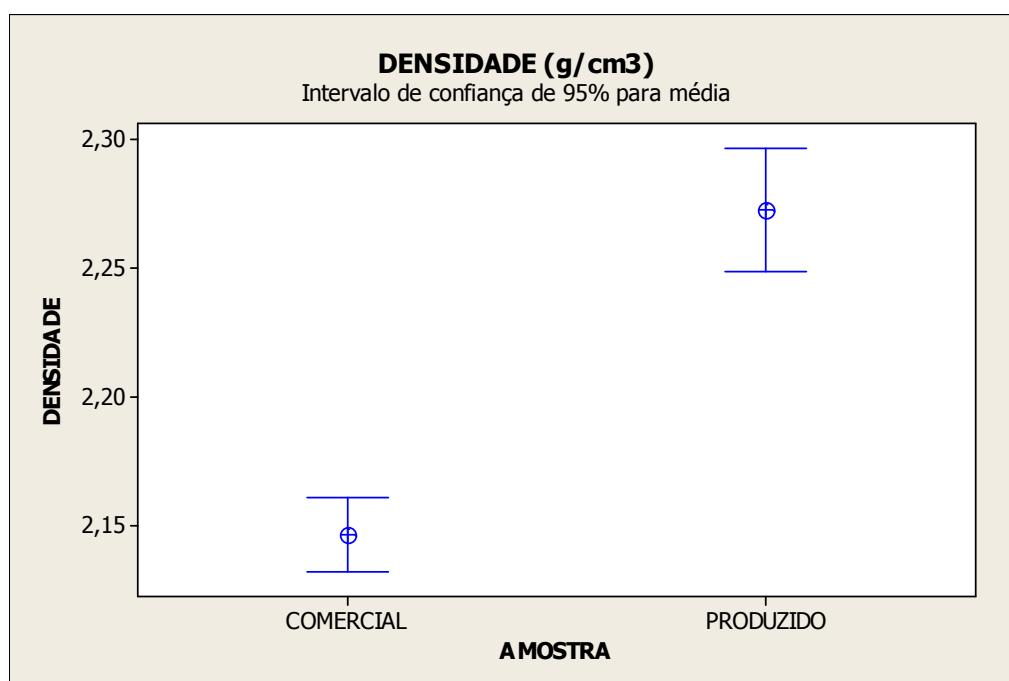 DENSIDADE (g/cm3)
Intervalo de confiança de 95% para média
2,30
2,25
2,20
2,15
DENSIDADE
COMERCIAL PRODUZIDO
AMOSTRA